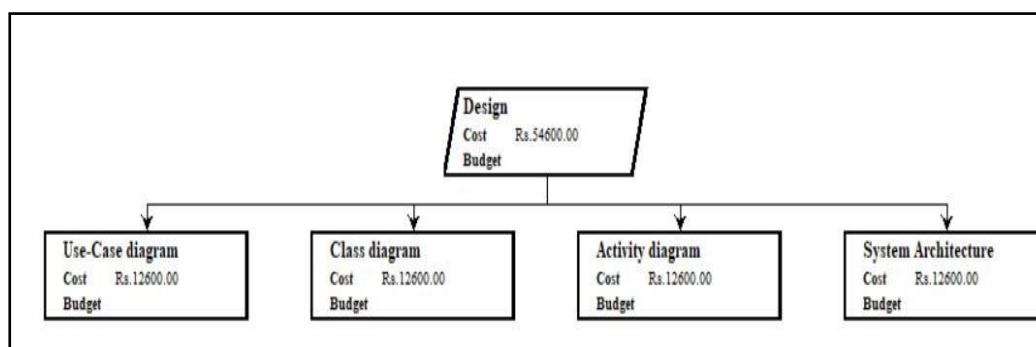 Design
Cost Rs.54600.00
Budget
Use-Case diagram
Cost Rs.12600.00
Budget
Class diagram
Cost Rs.12600.00
Budget
Activity diagram
Cost Rs.12600.00
Budget
System Architecture
Cost Rs.12600.00
Budget